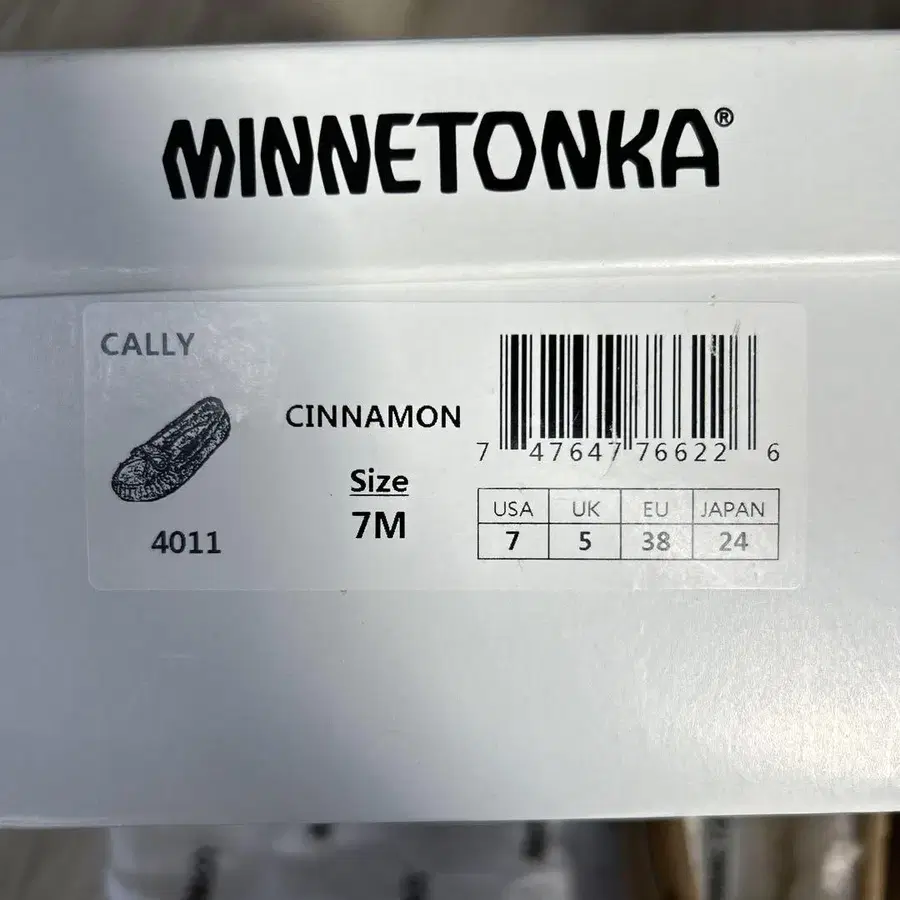 MINNETONKA®
CALLY
CINNAMON
Size
7M
4011
7 47647 76622 6
USA UK EU JAPAN
7 5 38 24